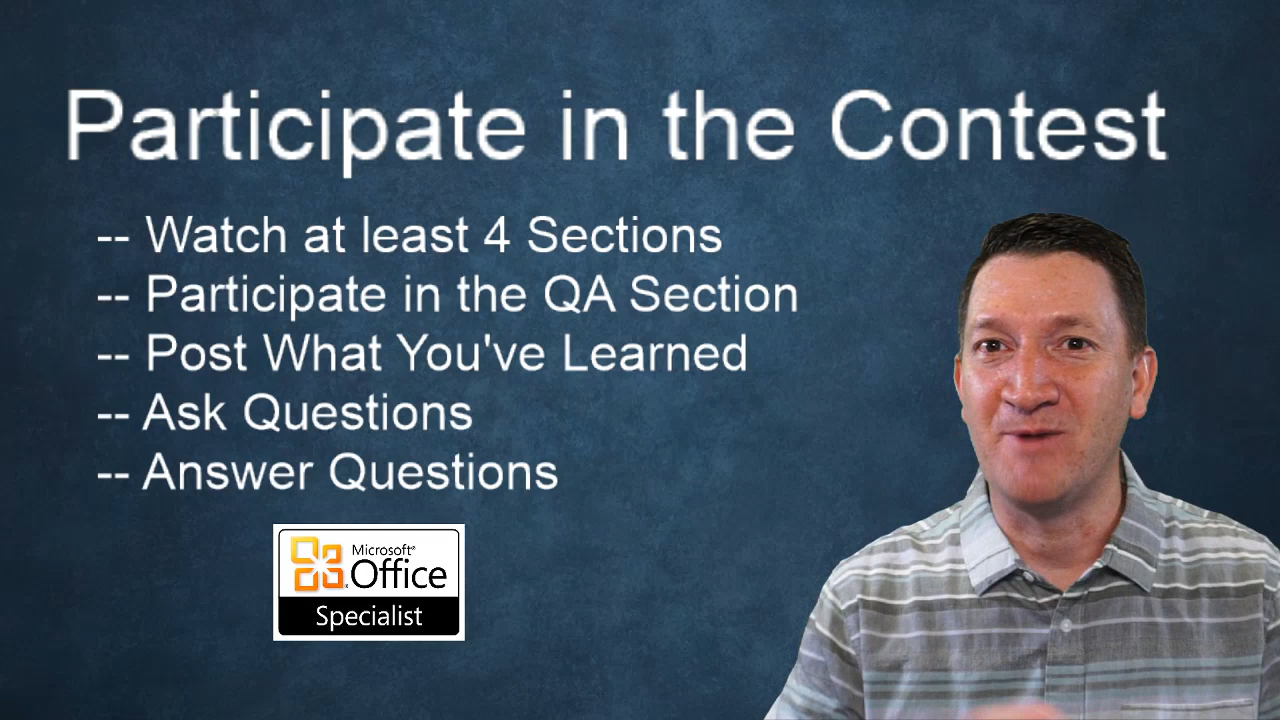 Participate in the Contest
-- Watch at least 4 Sections
-- Participate in the QA Section
-- Post What You've Learned
-- Ask Questions
-- Answer Questions
Microsoft®
Office
Specialist